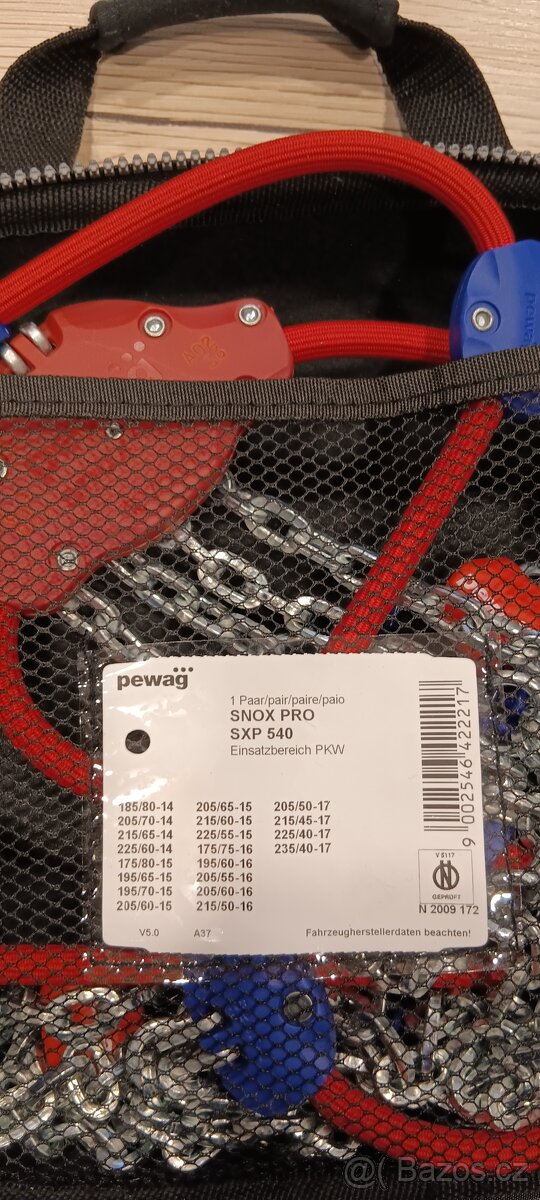 pewag
pewag
1 Paar/pair/paire/paio
SNOX PRO
SXP 540
Einsatzbereich PKW
185/80-14 205/65-15 205/50-17
205/70-14 215/60-15 215/45-17
215/65-14 225/55-15 225/40-17
225/60-14 175/75-16 235/40-17
175/80-15 195/60-16
195/65-15 205/55-16
195/70-15 205/60-16
205/60-15 215/50-16
9 002546 422217
V 5117
GEPRÜFT
N 2009 172
V5.0 A37 Fahrzeugherstellerdaten beachten!
@( Bazos.cz